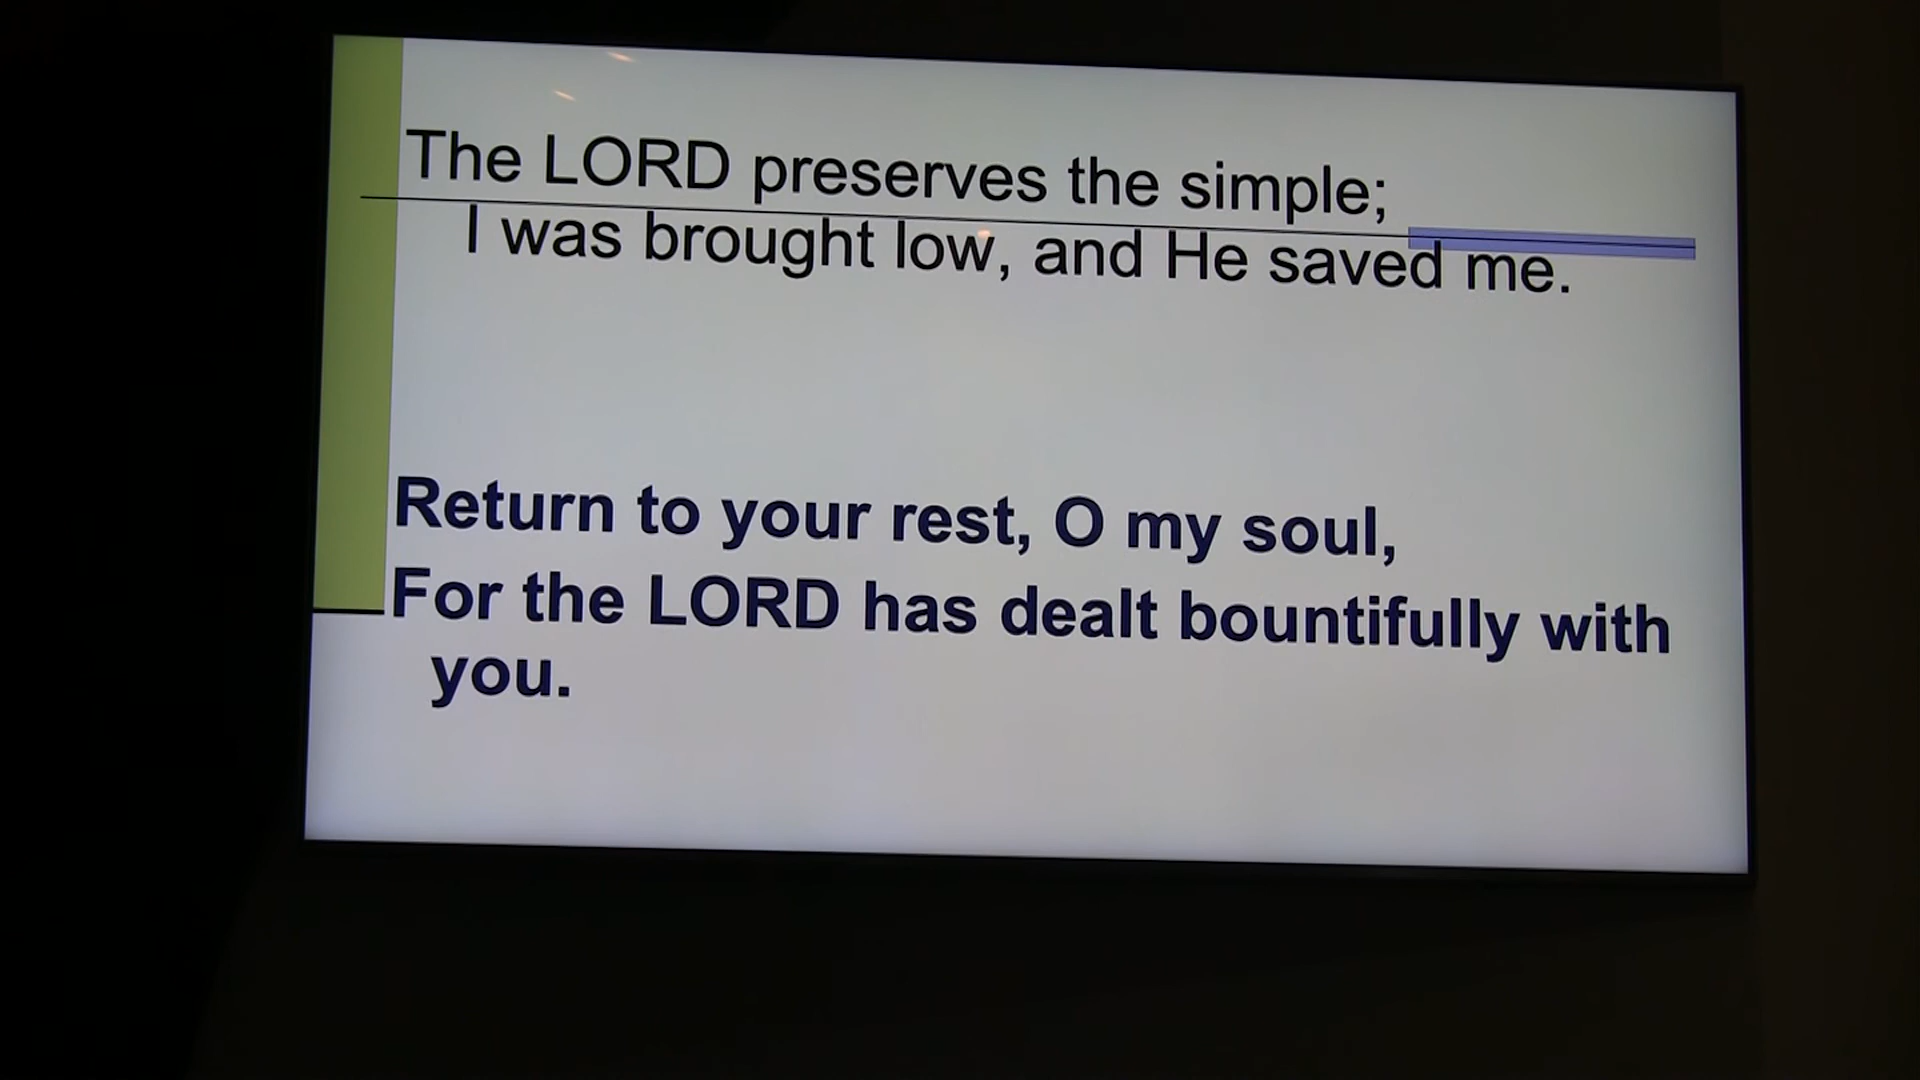 The LORD preserves the simple;
I was brought low, and He saved me.
Return to your rest, O my soul,
For the LORD has dealt bountifully with
you.